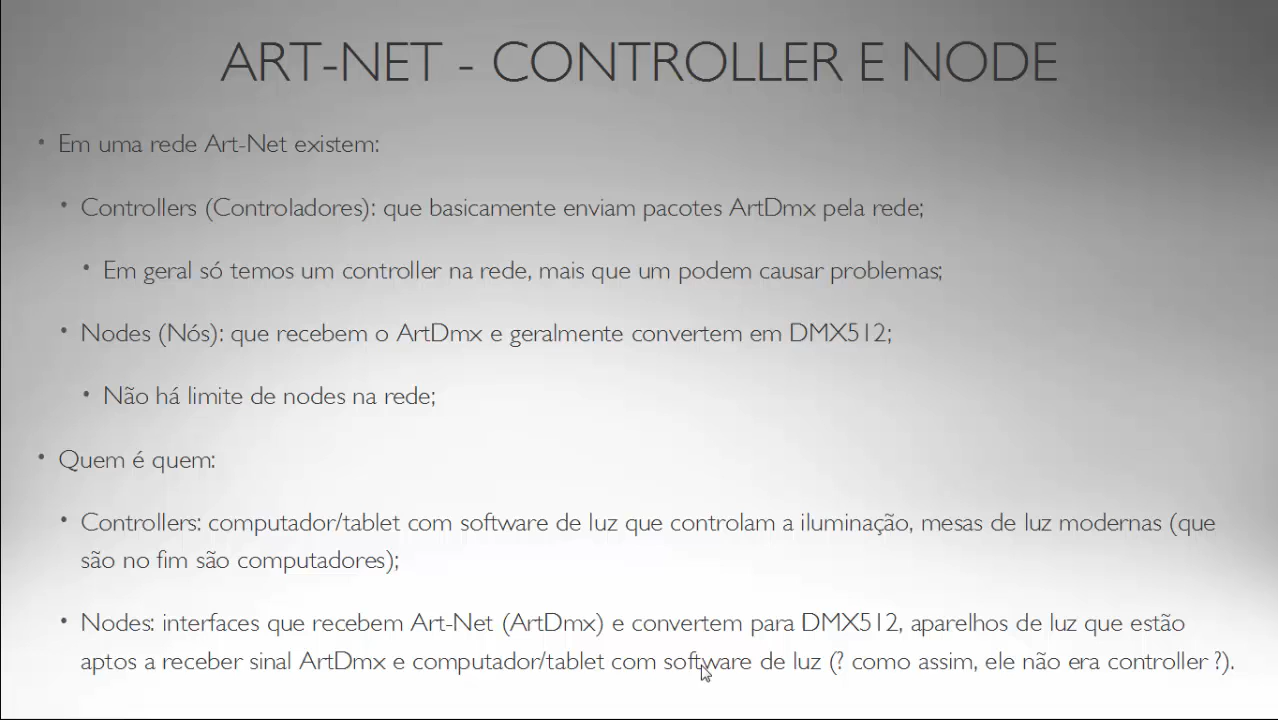 ART-NET - CONTROLLER E NODE
• Em uma rede Art-Net existem:
• Controllers (Controladores): que basicamente enviam pacotes ArtDmx pela rede;
• Em geral só temos um controller na rede, mais que um podem causar problemas;
• Nodes (Nós): que recebem o ArtDmx e geralmente convertem em DMX512;
• Não há limite de nodes na rede;
• Quem é quem:
• Controllers: computador/tablet com software de luz que controlam a iluminação, mesas de luz modernas (que
são no fim são computadores);
• Nodes: interfaces que recebem Art-Net (ArtDmx) e convertem para DMX512, aparelhos de luz que estão
aptos a receber sinal ArtDmx e computador/tablet com software de luz (? como assim, ele não era controller ?).